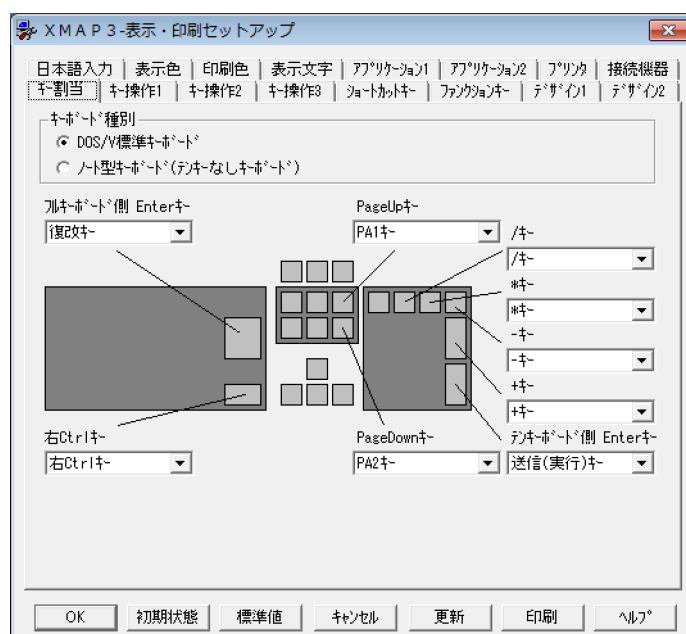 XMAP3-表示・印刷セットアップ
日本語入力 表示色 印刷色 表示文字 ｱﾌﾟﾘｹｰｼｮﾝ1 ｱﾌﾟﾘｹｰｼｮﾝ2 ﾌﾟﾘﾝﾀ 接続機器
ｷｰ割当 ｷｰ操作1 ｷｰ操作2 ｷｰ操作3 ｼｮｰﾄｶｯﾄｷｰ ﾌｧﾝｸｼｮﾝｷｰ ﾃﾞｻﾞｲﾝ1 ﾃﾞｻﾞｲﾝ2
ｷｰﾎﾞｰﾄﾞ種別
DOS/V標準ｷｰﾎﾞｰﾄﾞ
ﾉｰﾄ型ｷｰﾎﾞｰﾄﾞ(ﾃﾝｷｰなしｷｰﾎﾞｰﾄﾞ)
ﾌﾙｷｰﾎﾞｰﾄﾞ側 Enterｷｰ
復改ｷｰ
PageUpｷｰ
PA1ｷｰ
/ｷｰ
/ｷｰ
*ｷｰ
*ｷｰ
-ｷｰ
-ｷｰ
+ｷｰ
+ｷｰ
右Ctrlｷｰ
右Ctrlｷｰ
PageDownｷｰ
PA2ｷｰ
ﾃﾝｷｰﾎﾞｰﾄﾞ側 Enterｷｰ
送信(実行)ｷｰ
OK 初期状態 標準値 ｷｬﾝｾﾙ 更新 印刷 ﾍﾙﾌﾟ